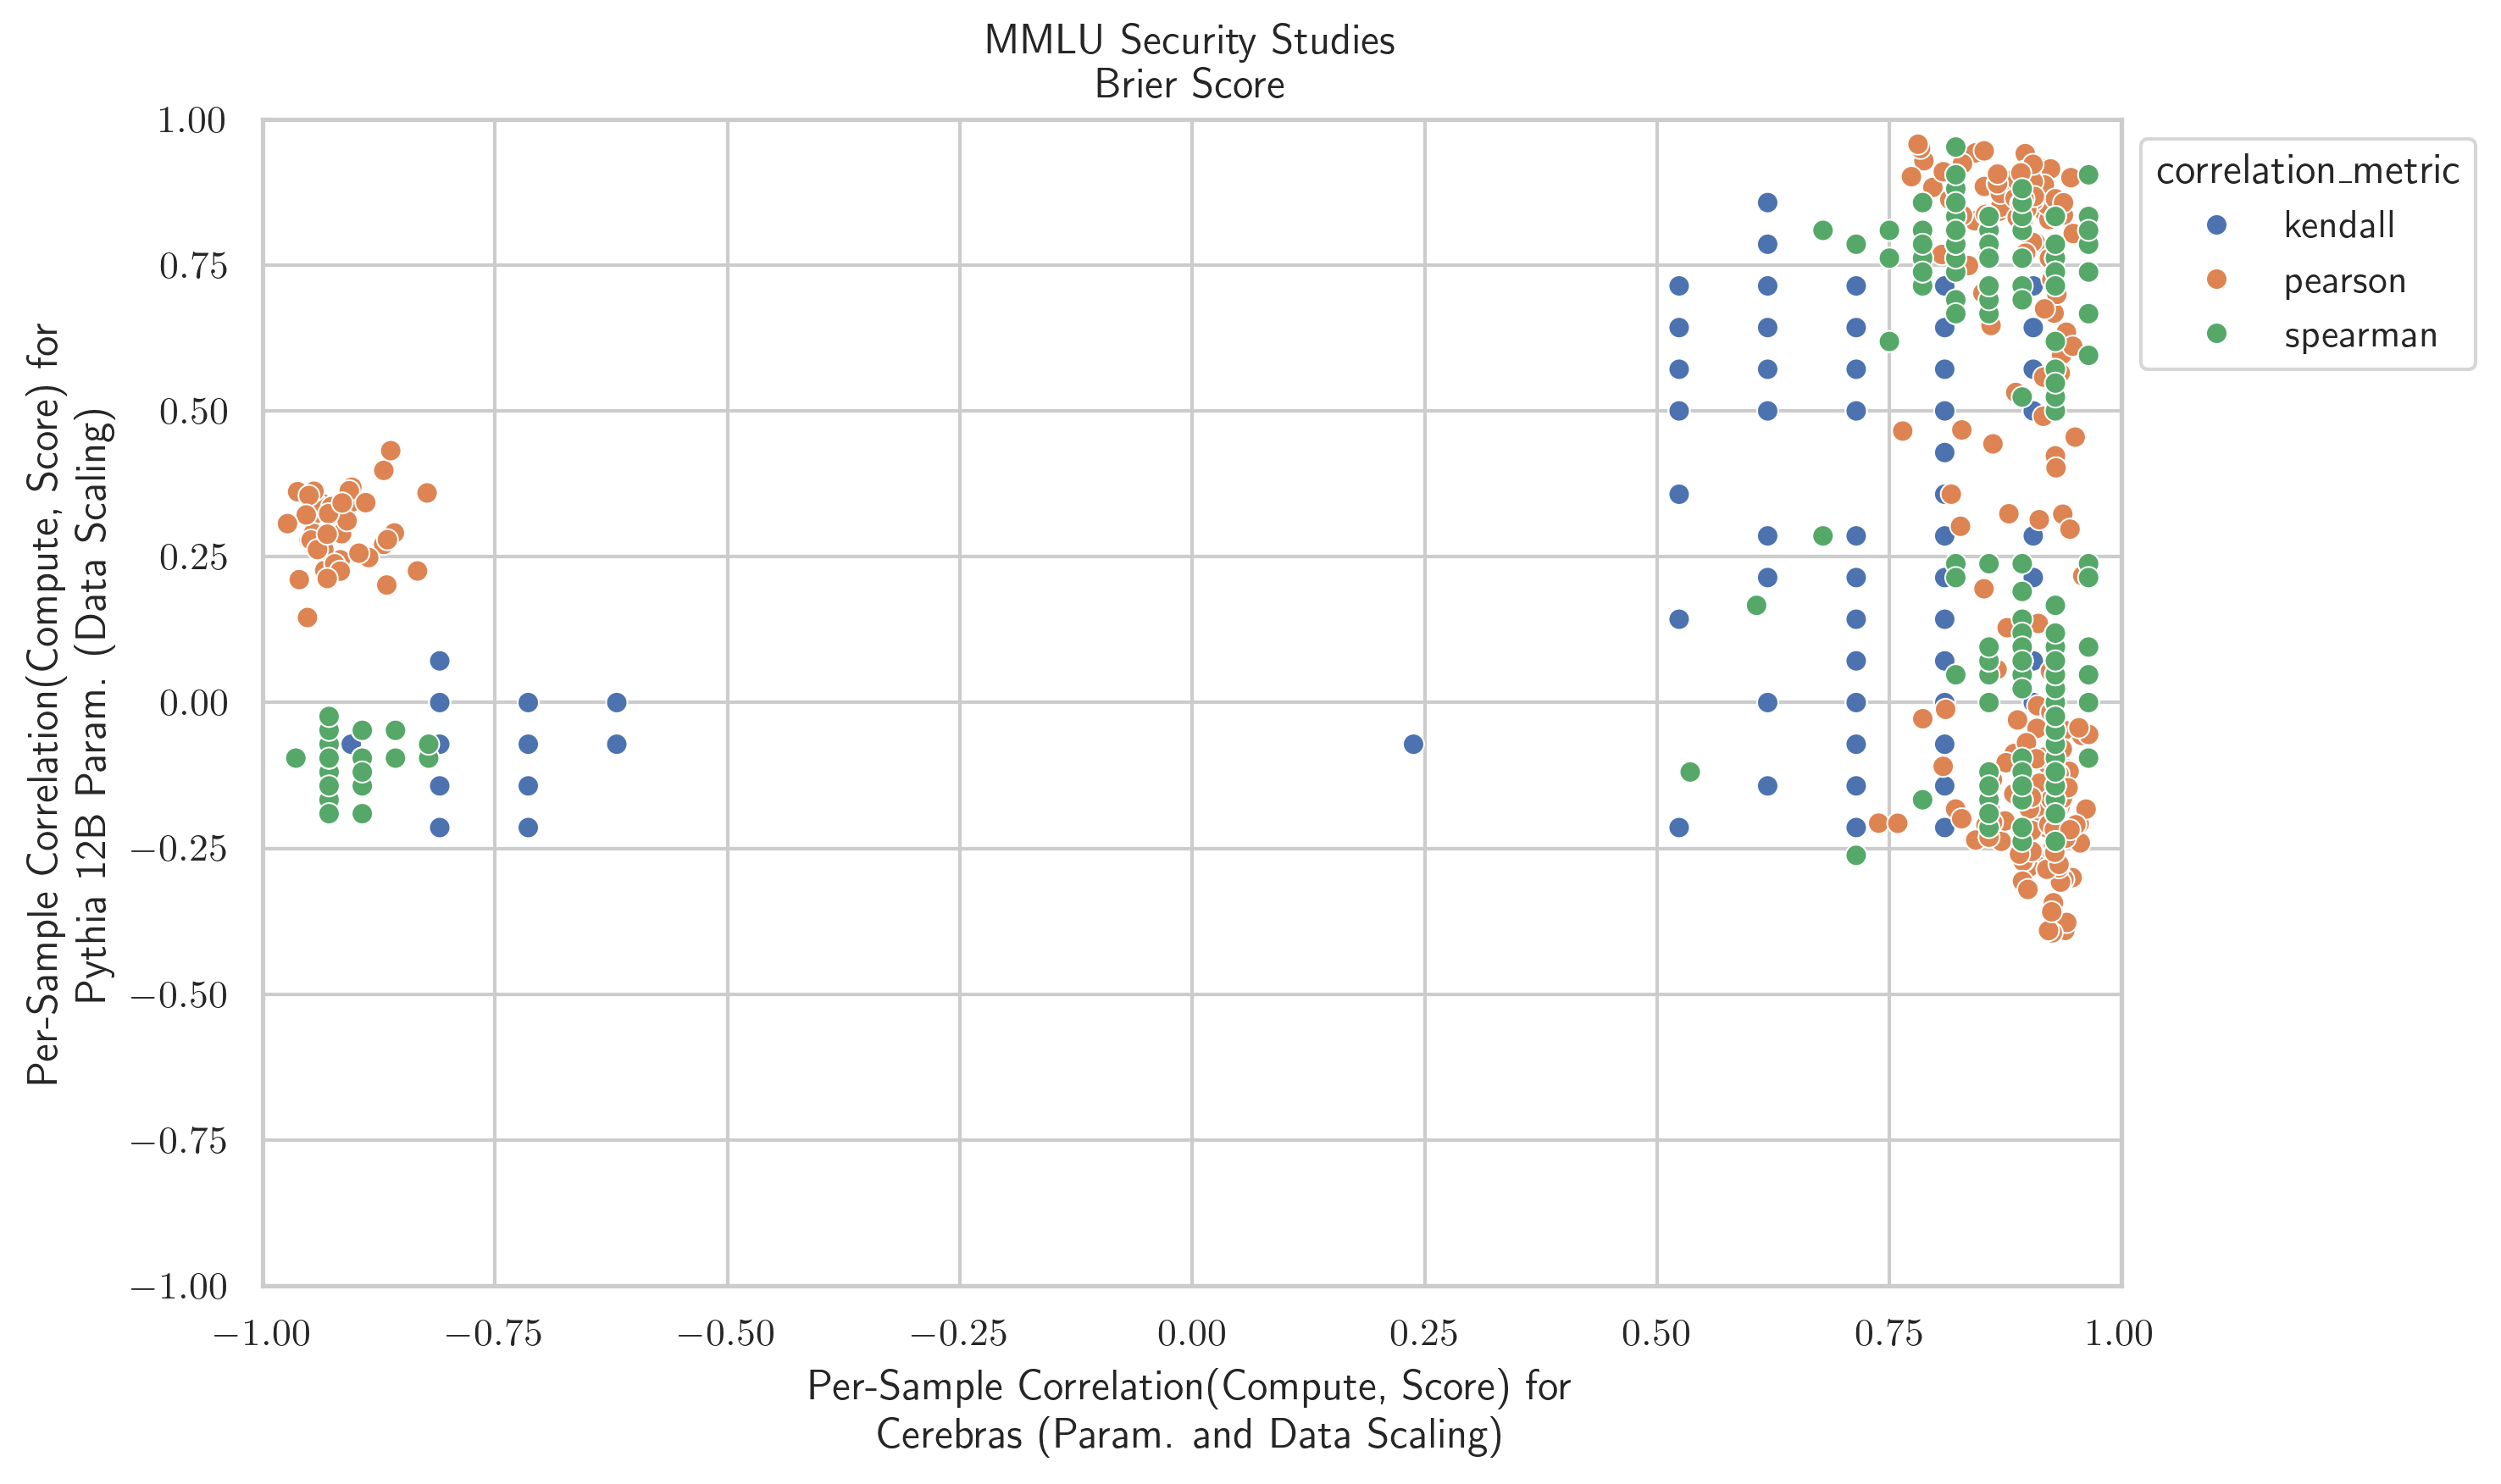 MMLU Security Studies
Brier Score
Per-Sample Correlation(Compute, Score) for
Pythia 12B Param. (Data Scaling)
1.00
0.75
0.50
0.25
0.00
−0.25
−0.50
−0.75
−1.00
−1.00
−0.75
−0.50
−0.25
0.00
0.25
0.50
0.75
1.00
Per-Sample Correlation(Compute, Score) for
Cerebras (Param. and Data Scaling)
correlation_metric
kendall
pearson
spearman